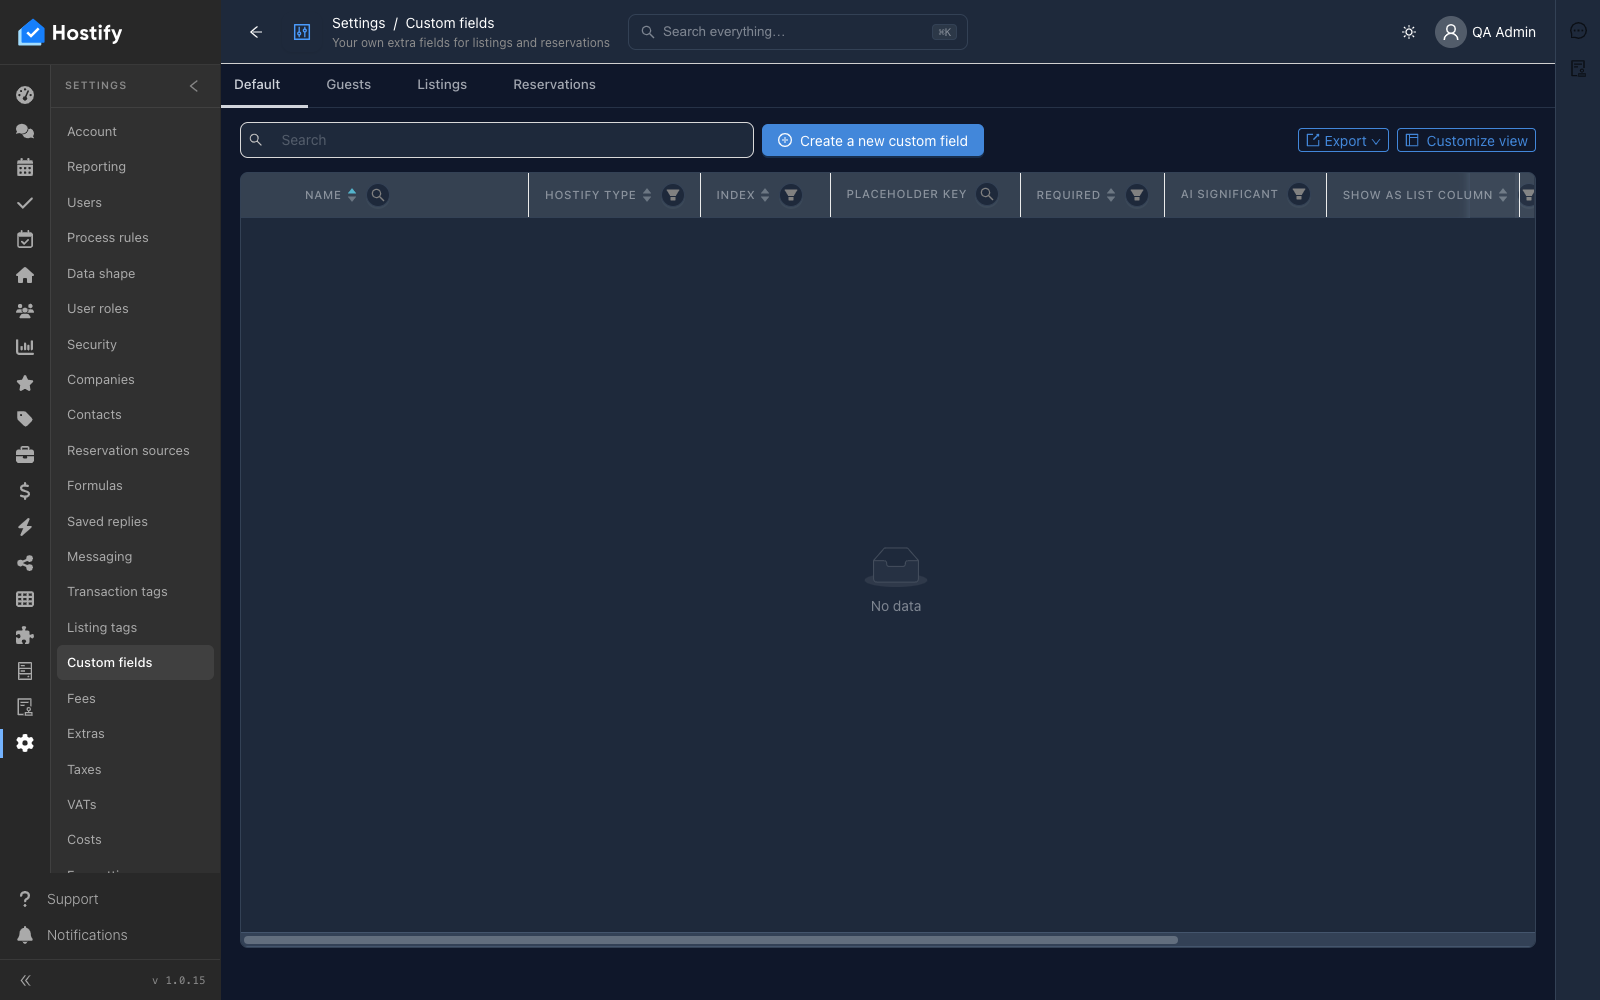 Hostify
Settings / Custom fields
Your own extra fields for listings and reservations
Search everything...
⌘K
QA Admin
SETTINGS
Account
Reporting
Users
Process rules
Data shape
User roles
Security
Companies
Contacts
Reservation sources
Formulas
Saved replies
Messaging
Transaction tags
Listing tags
Custom fields
Fees
Extras
Taxes
VATs
Costs
Support
Notifications
v 1.0.15
Default
Guests
Listings
Reservations
Search
Create a new custom field
Export
Customize view
NAME
HOSTIFY TYPE
INDEX
PLACEHOLDER KEY
REQUIRED
AI SIGNIFICANT
SHOW AS LIST COLUMN
No data